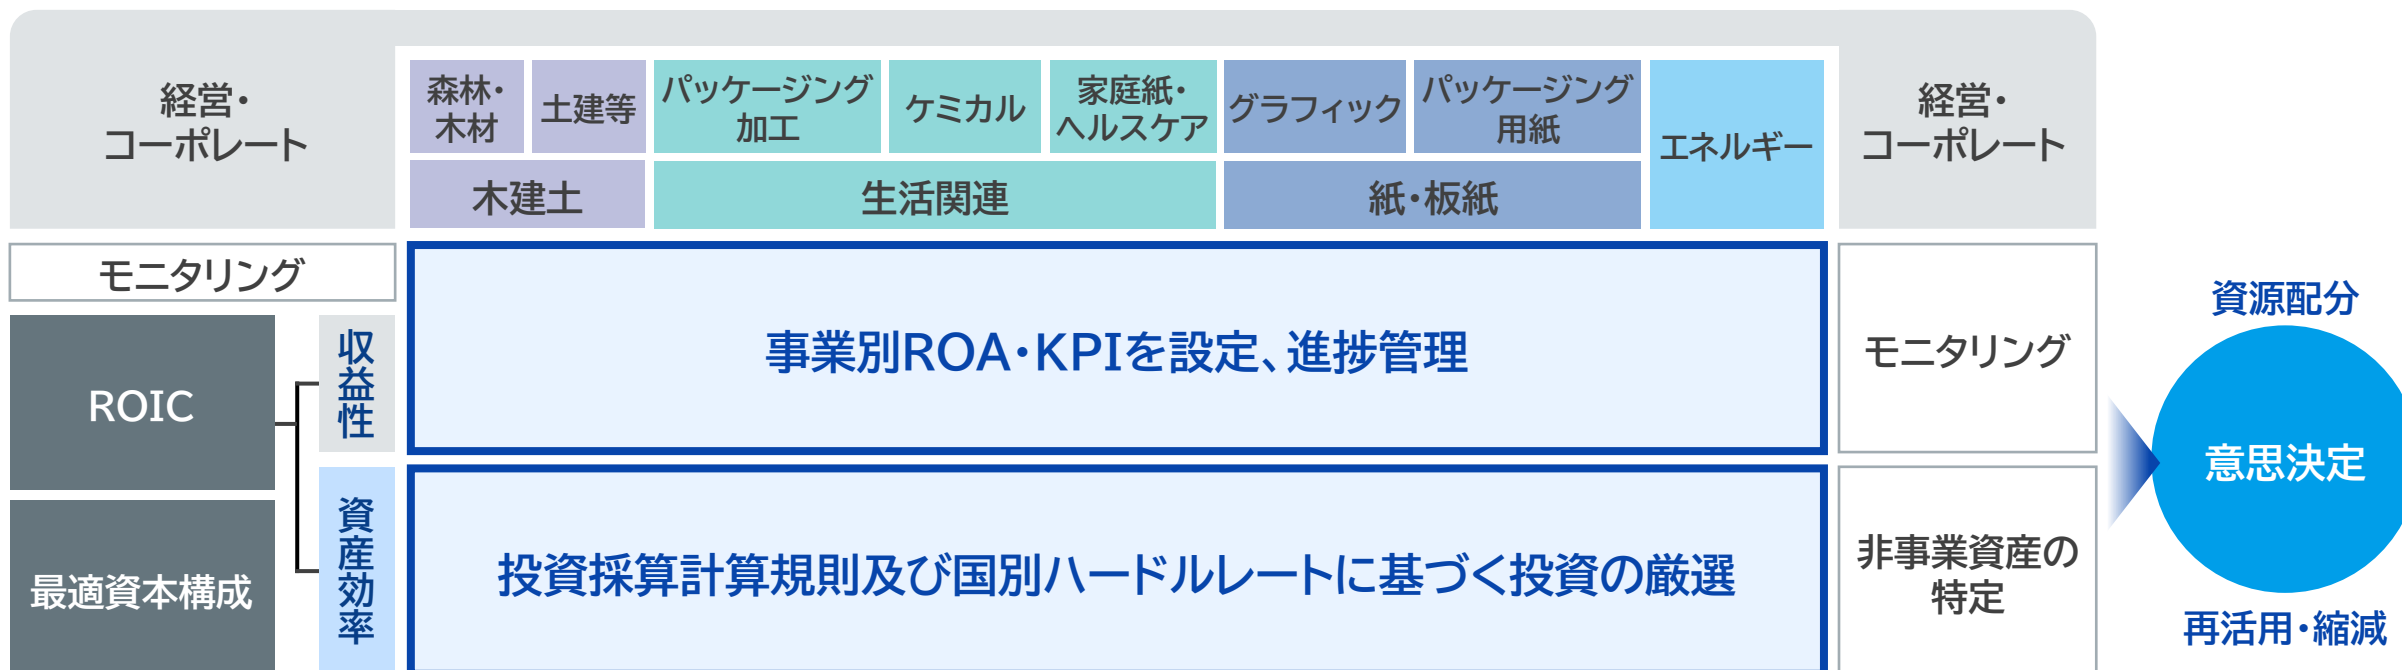 経営・
コーポレート
森林・
木材
土建等
パッケージング
加工
ケミカル
家庭紙・
ヘルスケア
グラフィック
パッケージング
用紙
エネルギー
経営・
コーポレート
木建土
生活関連
紙・板紙
モニタリング
ROIC
収益性
事業別ROA・KPIを設定、進捗管理
モニタリング
資源配分
意思決定
最適資本構成
資産効率
投資採算計算規則及び国別ハードルレートに基づく投資の厳選
非事業資産の
特定
再活用・縮減